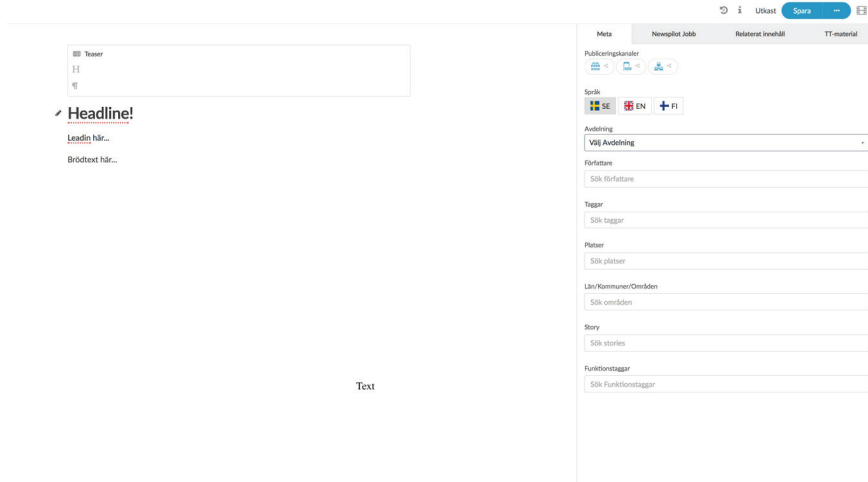 Utkast
Spara
Teaser
H
¶
Headline!
Leadin här...
Brödtext här...
Text
Meta
Newspilot Jobb
Relaterat innehåll
TT-material
Publiceringskanaler
Språk
SE
EN
FI
Avdelning
Välj Avdelning
Författare
Sök författare
Taggar
Sök taggar
Platser
Sök platser
Län/Kommuner/Områden
Sök områden
Story
Sök stories
Funktionstaggar
Sök Funktionstaggar